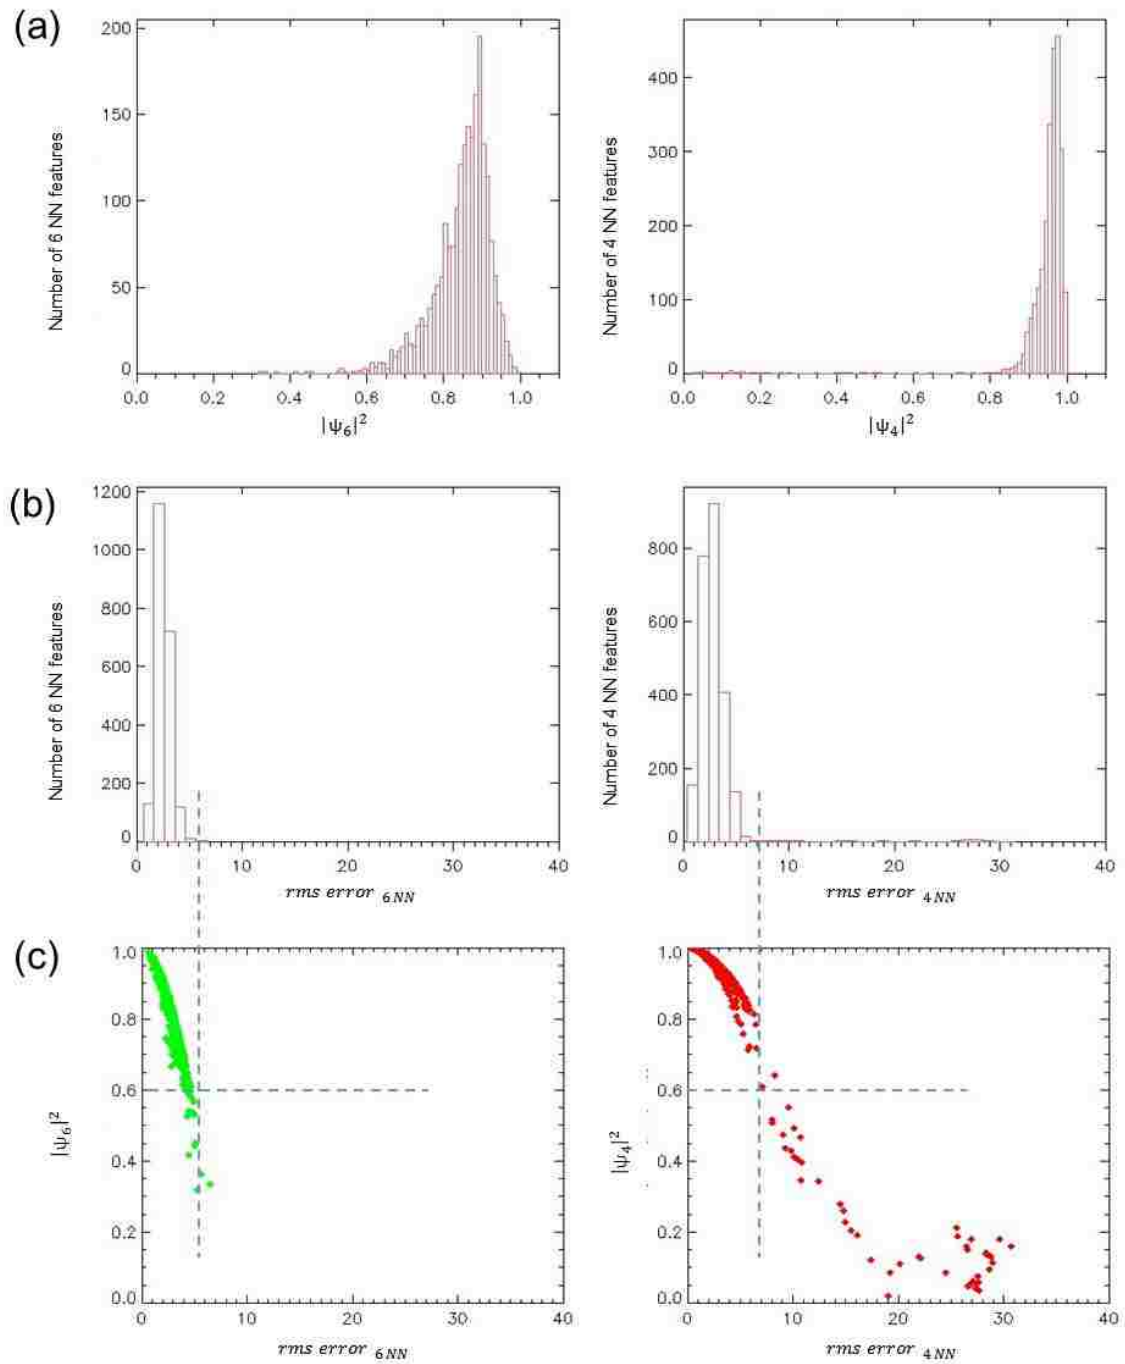 (a)
200
150
100
50
0
Number of 6 NN features
0.0 0.2 0.4 0.6 0.8 1.0
|ψ6|²
400
300
200
100
0
Number of 4 NN features
0.0 0.2 0.4 0.6 0.8 1.0
|ψ4|²
(b)
1200
1000
800
600
400
200
0
Number of 6 NN features
0 10 20 30 40
rms error 6NN
800
600
400
200
0
Number of 4 NN features
0 10 20 30 40
rms error 4NN
(c)
1.0
0.8
0.6
0.4
0.2
0.0
|ψ6|²
0 10 20 30 40
rms error 6NN
1.0
0.8
0.6
0.4
0.2
0.0
|ψ4|²
0 10 20 30 40
rms error 4NN